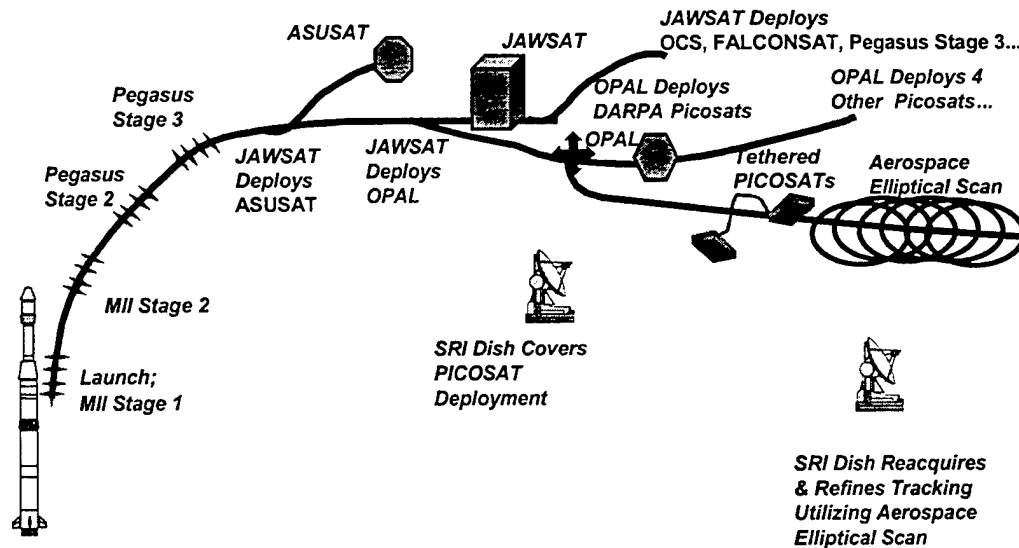 ASUSAT
JAWSAT
JAWSAT Deploys
OCS, FALCONSAT, Pegasus Stage 3...
OPAL Deploys
DARPA Picosats
OPAL Deploys 4
Other Picosats...
Pegasus
Stage 3
OPAL
JAWSAT
Deploys
ASUSAT
JAWSAT
Deploys
OPAL
Tethered
PICOSATs
Aerospace
Elliptical Scan
Pegasus
Stage 2
MII Stage 2
Launch;
MII Stage 1
SRI Dish Covers
PICOSAT
Deployment
SRI Dish Reacquires
& Refines Tracking
Utilizing Aerospace
Elliptical Scan